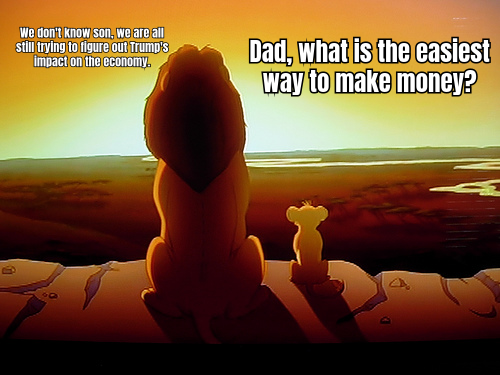 We don't know son, we are all
still trying to figure out Trump's
impact on the economy.
Dad, what is the easiest
way to make money?